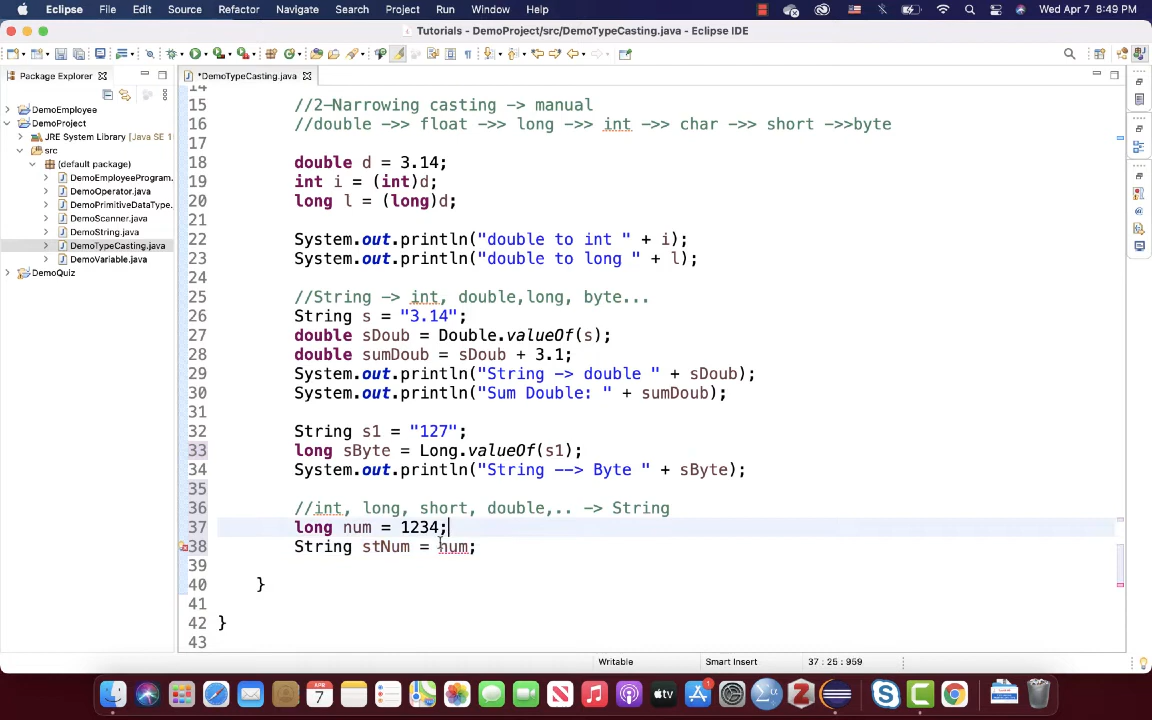 Eclipse File Edit Source Refactor Navigate Search Project Run Window Help Wed Apr 7 8:49 PM
Tutorials - DemoProject/src/DemoTypeCasting.java - Eclipse IDE
Package Explorer
*DemoTypeCasting.java
DemoEmployee
DemoProject
JRE System Library [Java SE 1
src
(default package)
DemoEmployeeProgram.
DemoOperator.java
DemoPrimitiveDataType.
DemoScanner.java
DemoString.java
DemoTypeCasting.java
DemoVariable.java
DemoQuiz
14
15 //2-Narrowing casting -> manual
16 //double ->> float ->> long ->> int ->> char ->> short ->>byte
17
18 double d = 3.14;
19 int i = (int)d;
20 long l = (long)d;
21
22 System.out.println("double to int " + i);
23 System.out.println("double to long " + l);
24
25 //String -> int, double,long, byte...
26 String s = "3.14";
27 double sDoub = Double.valueOf(s);
28 double sumDoub = sDoub + 3.1;
29 System.out.println("String -> double " + sDoub);
30 System.out.println("Sum Double: " + sumDoub);
31
32 String s1 = "127";
33 long sByte = Long.valueOf(s1);
34 System.out.println("String --> Byte " + sByte);
35
36 //int, long, short, double,.. -> String
37 long num = 1234;
38 String stNum = num;
39
40 }
41
42 }
43
Writable Smart Insert 37 : 25 : 959